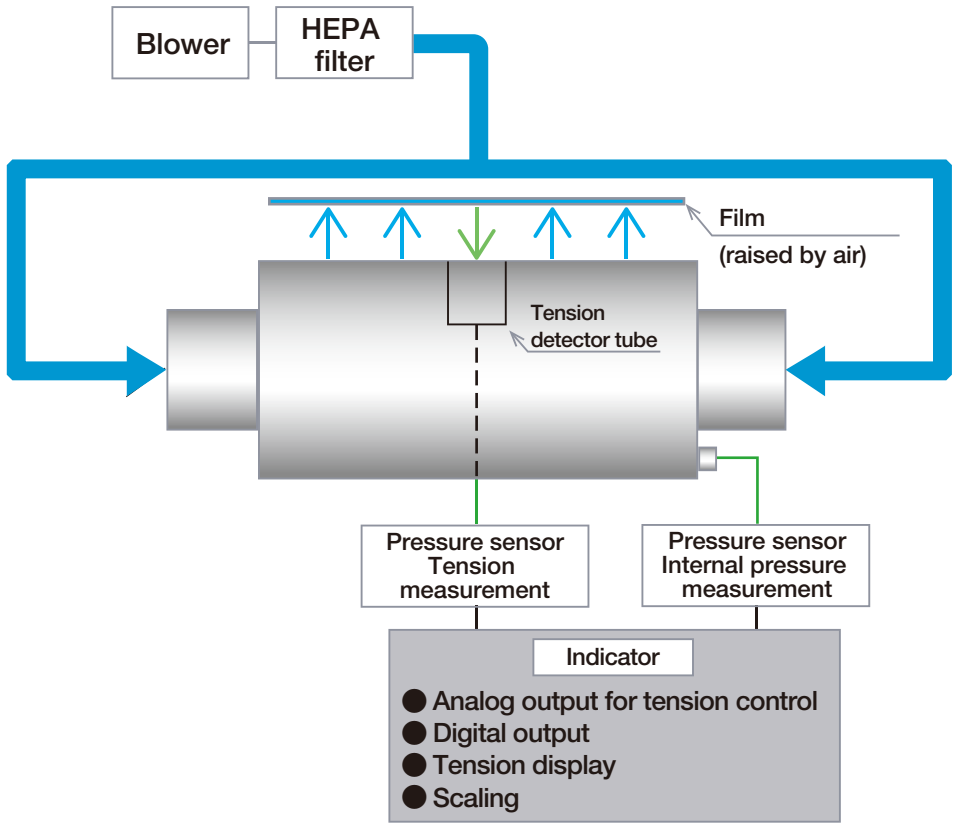 Blower
HEPA
filter
Film
(raised by air)
Tension
detector tube
Pressure sensor
Tension
measurement
Pressure sensor
Internal pressure
measurement
Indicator
● Analog output for tension control
● Digital output
● Tension display
● Scaling